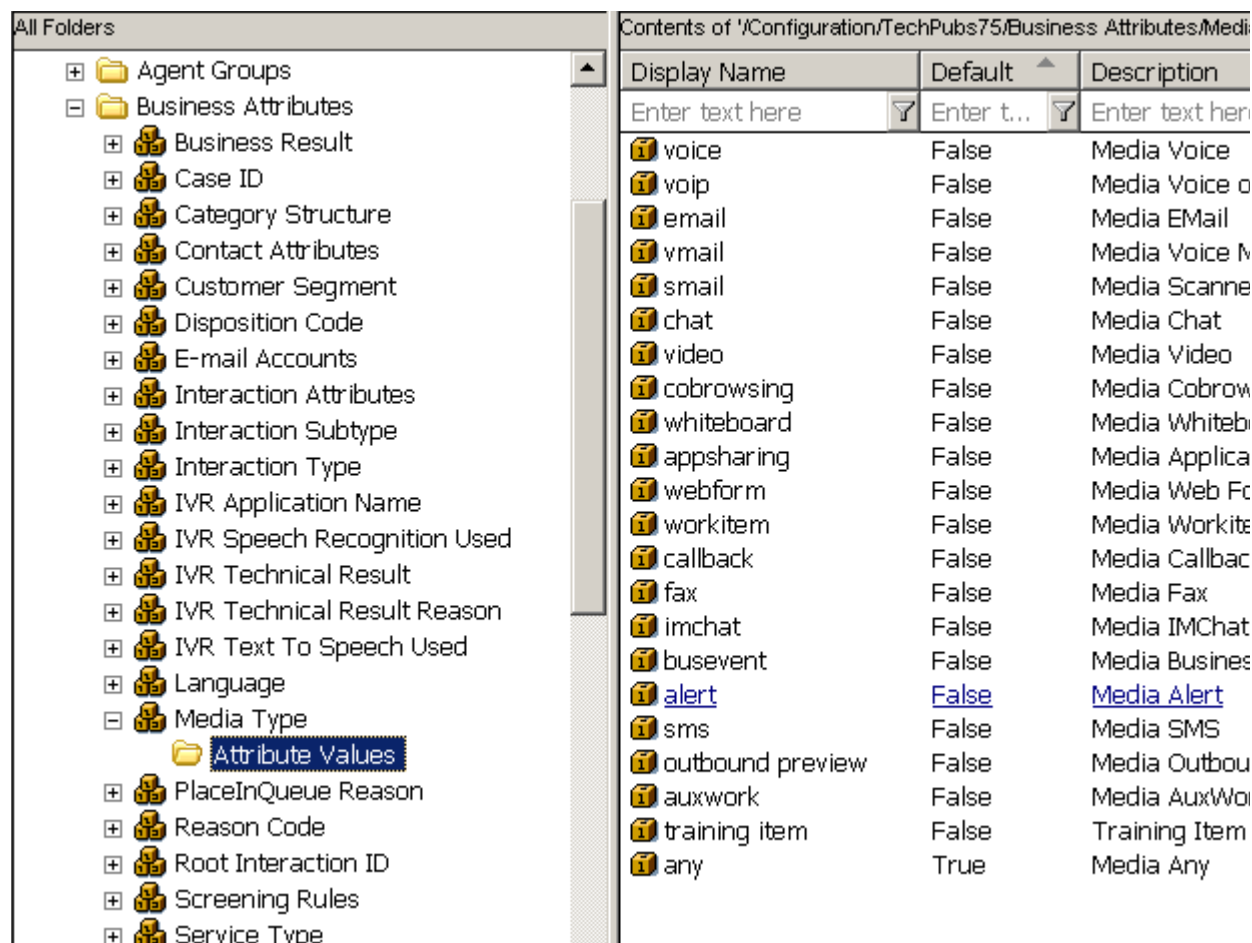 All Folders
Agent Groups
Business Attributes
Business Result
Case ID
Category Structure
Contact Attributes
Customer Segment
Disposition Code
E-mail Accounts
Interaction Attributes
Interaction Subtype
Interaction Type
IVR Application Name
IVR Speech Recognition Used
IVR Technical Result
IVR Technical Result Reason
IVR Text To Speech Used
Language
Media Type
Attribute Values
PlaceInQueue Reason
Reason Code
Root Interaction ID
Screening Rules
Service Type
Contents of '/Configuration/TechPubs75/Business Attributes/Media
Display Name Default Description
Enter text here Enter t... Enter text her
voice False Media Voice
voip False Media Voice o
email False Media EMail
vmail False Media Voice M
smail False Media Scanne
chat False Media Chat
video False Media Video
cobrowsing False Media Cobrow
whiteboard False Media Whitebo
appsharing False Media Applica
webform False Media Web Fo
workitem False Media Workite
callback False Media Callbac
fax False Media Fax
imchat False Media IMChat
busevent False Media Busines
alert False Media Alert
sms False Media SMS
outbound preview False Media Outbou
auxwork False Media AuxWor
training item False Training Item
any True Media Any